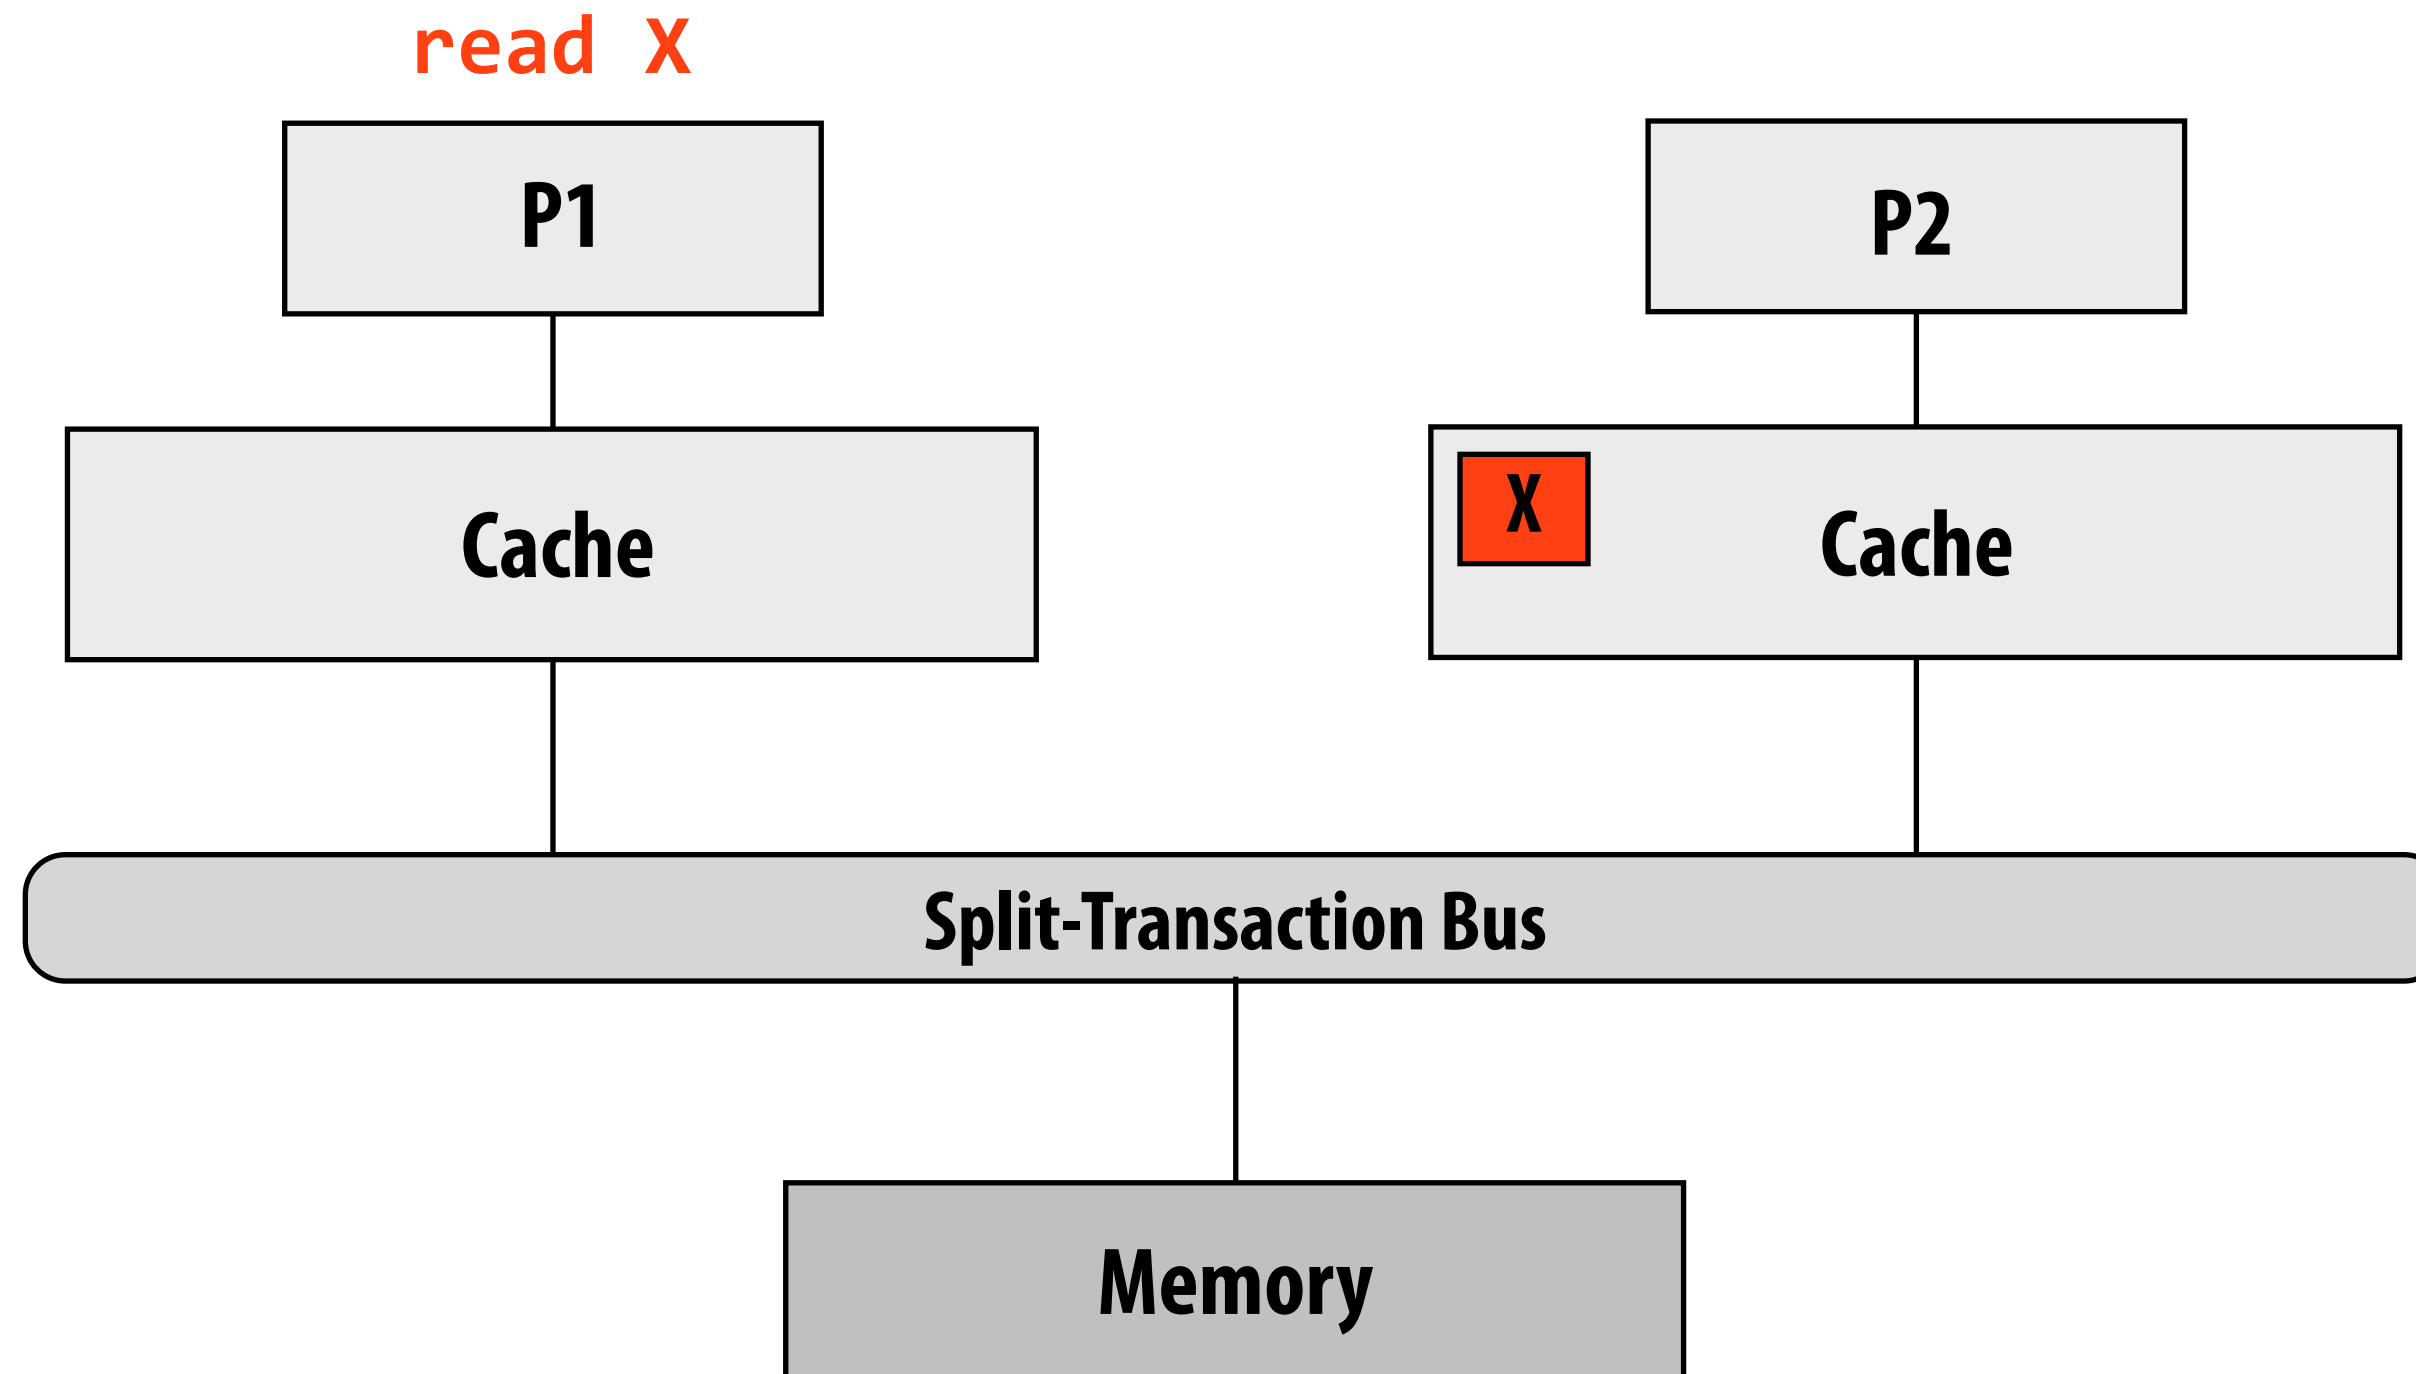 read X
P1
P2
Cache
X
Cache
Split-Transaction Bus
Memory